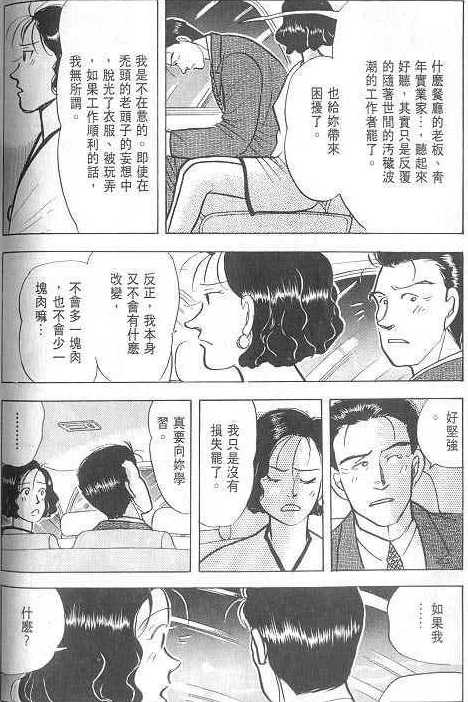 什麼餐廳的老板、青
年實業家…，聽起來
好聽，其實只是反覆
的隨著世間的汚穢波
潮的工作者罷了。
也給妳帶來
困擾了。
我是不在意的。即使在
禿頭的老頭子的妄想中
，脫光了衣服、被玩弄
，如果工作順利的話，
我無所謂。
反正，我本身
又不會有什麼
改變，
不會多一塊肉
，也不會少一
塊肉嘛…
好堅強
我只是沒有
損失罷了。
真要向妳學
習。
………
如果我
……
什麼？